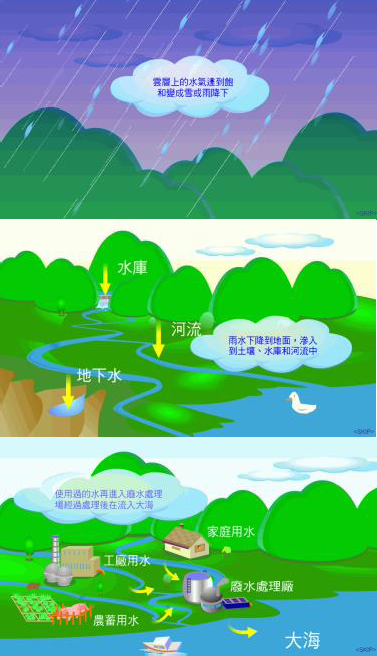 雲層上的水氣達到飽
和變成雪或雨降下
<SKIP>
水庫
河流
雨水下降到地面，滲入
到土壤、水庫和河流中
地下水
<SKIP>
使用過的水再進入廢水處理
場經過處理後在流入大海
家庭用水
工廠用水
廢水處理廠
農蓄用水
大海
<SKIP>